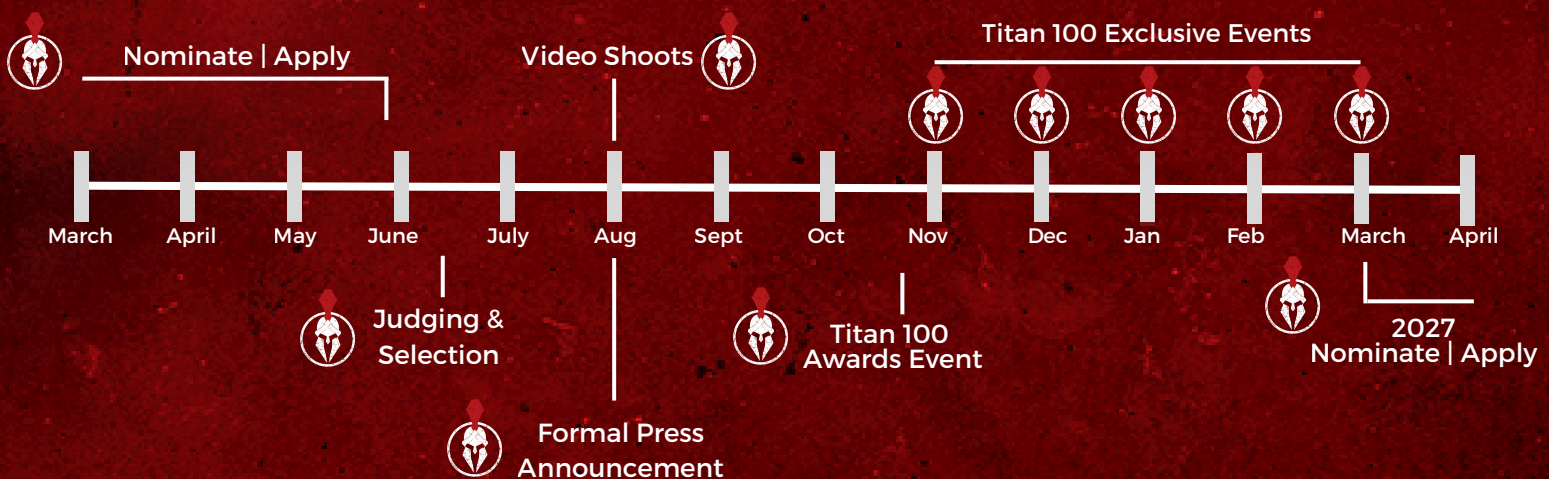 Nominate | Apply
Video Shoots
Titan 100 Exclusive Events
March April May June July Aug Sept Oct Nov Dec Jan Feb March April
Judging &
Selection
Titan 100
Awards Event
2027
Nominate | Apply
Formal Press
Announcement